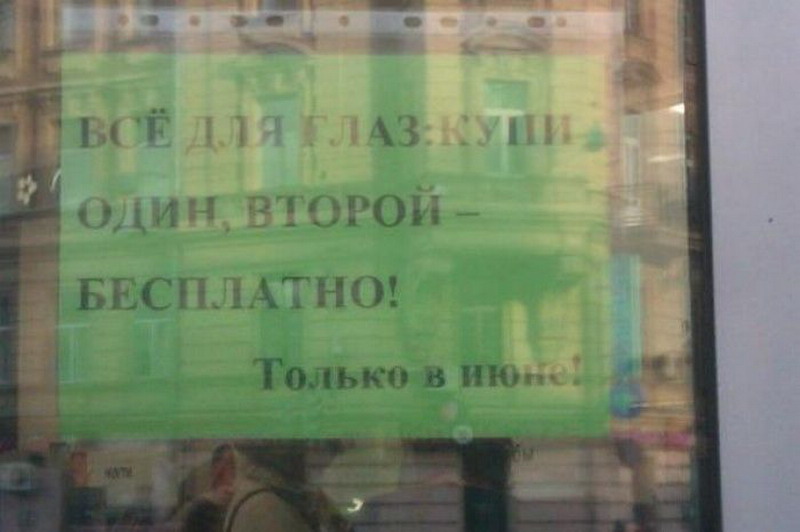 ВСЁ ДЛЯ ГЛАЗ:КУПИ
ОДИН, ВТОРОЙ –
БЕСПЛАТНО!
Только в июне!